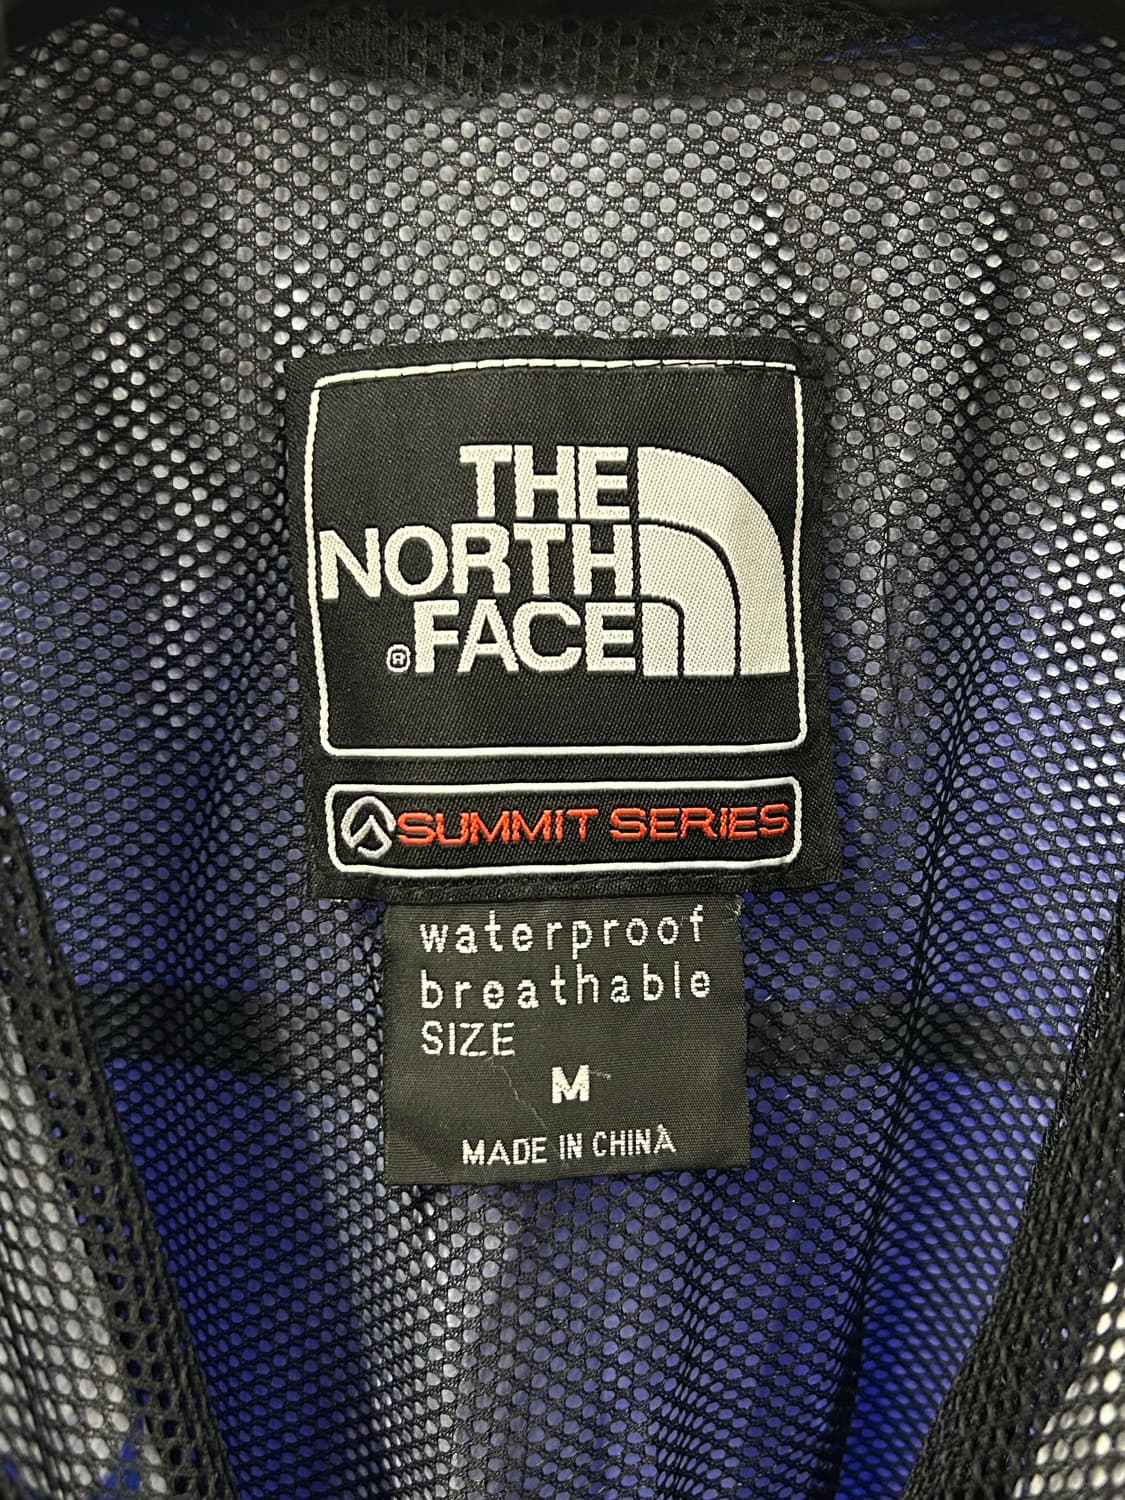 THE
NORTH
® FACE
SUMMIT SERIES
waterproof
breathable
SIZE
M
MADE IN CHINA